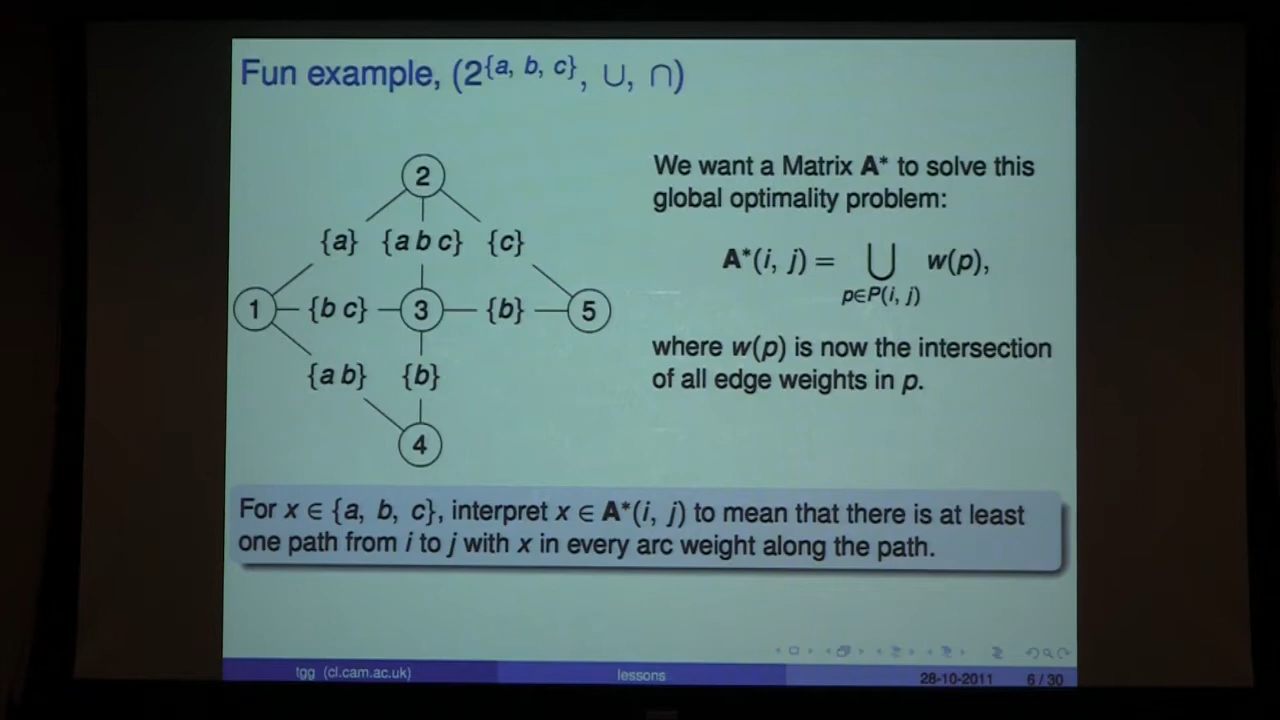 Fun example, (2^{a, b, c}, ∪, ∩)
2
{a} {a b c} {c}
1 {b c} 3 {b} 5
{a b} {b}
4
We want a Matrix A* to solve this
global optimality problem:
A*(i, j) = ⋃ w(p),
p∈P(i, j)
where w(p) is now the intersection
of all edge weights in p.
For x ∈ {a, b, c}, interpret x ∈ A*(i, j) to mean that there is at least
one path from i to j with x in every arc weight along the path.
tgg (cl.cam.ac.uk) lessons 28-10-2011 6 / 30